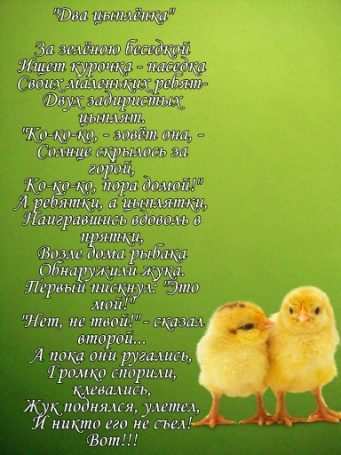 "Два цыплёнка"
За зелёною беседкой
Ищет курочка - наседка
Своих маленьких ребят-
Двух задиристых
цыплят.
"Ко-ко-ко, - зовёт она, -
Солнце скрылось за
горой,
Ко-ко-ко, пора домой!"
А ребятки, а цыплятки,
Наигравшись вдоволь в
прятки,
Возле дома рыбака
Обнаружили жука.
Первый пискнул: "Это
мой!"
"Нет, не твой!" - сказал
второй...
А пока они ругались,
Громко спорили,
клевались,
Жук поднялся, улетел,
И никто его не съел!
Вот!!!